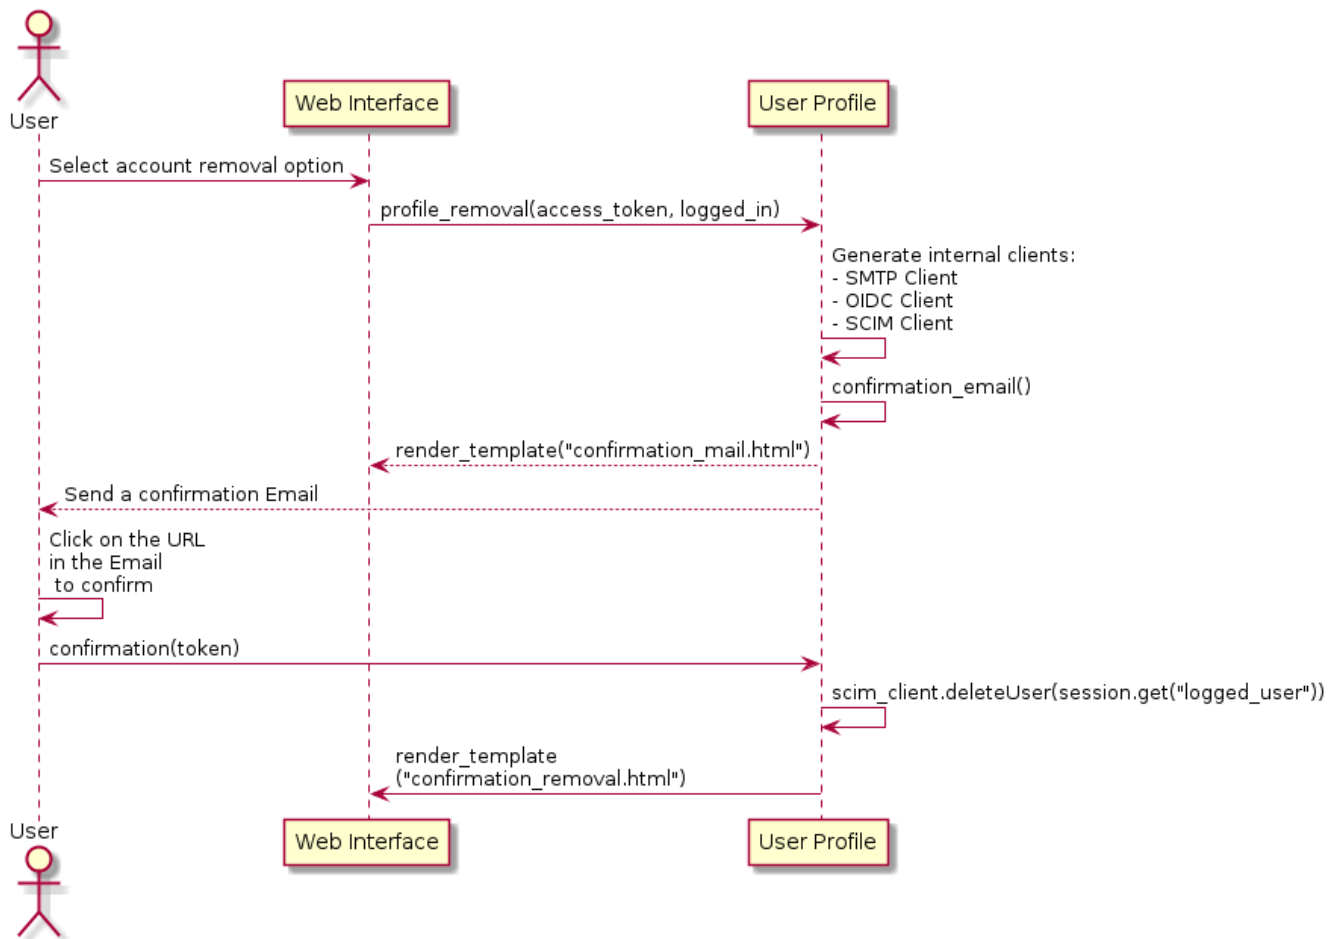 User
Web Interface
User Profile
Select account removal option
profile_removal(access_token, logged_in)
Generate internal clients:
- SMTP Client
- OIDC Client
- SCIM Client
confirmation_email()
render_template("confirmation_mail.html")
Send a confirmation Email
Click on the URL
in the Email
to confirm
confirmation(token)
scim_client.deleteUser(session.get("logged_user"))
render_template
("confirmation_removal.html")
User
Web Interface
User Profile